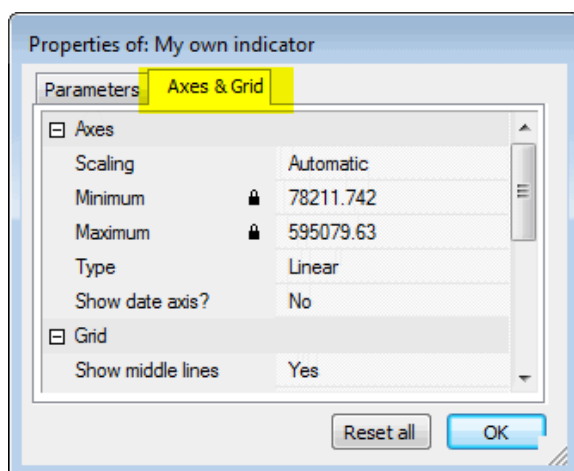 Properties of: My own indicator
Parameters Axes & Grid
Axes
Scaling Automatic
Minimum 78211.742
Maximum 595079.63
Type Linear
Show date axis? No
Grid
Show middle lines Yes
Reset all OK